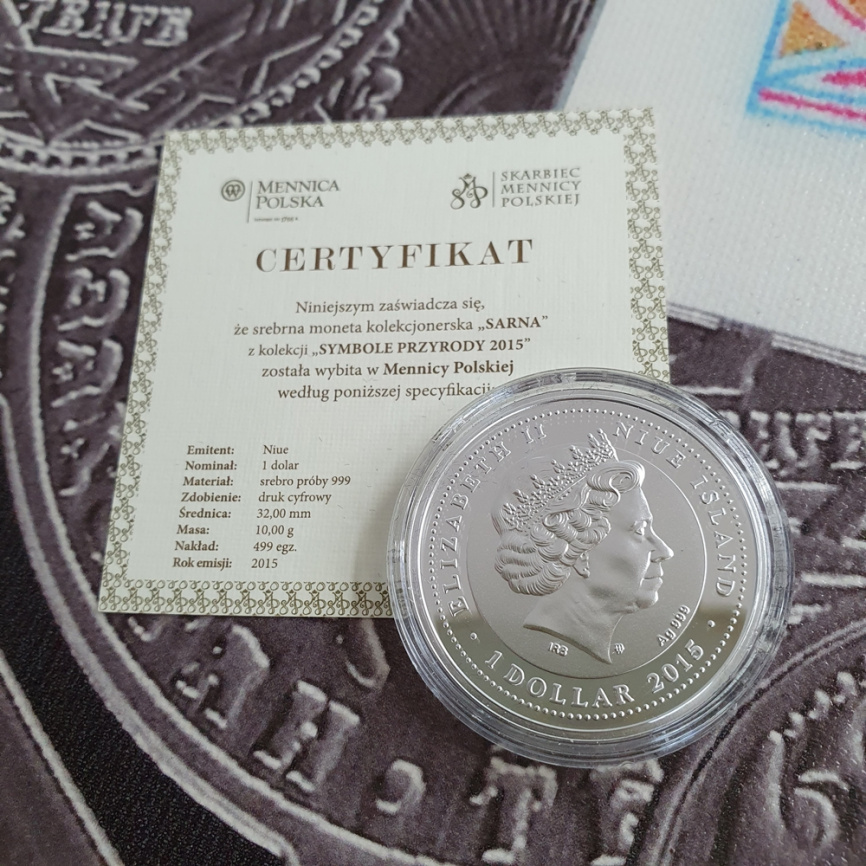 MENNICA
POLSKA
SKARBIEC
MENNICY
POLSKIEJ
CERTYFIKAT
Niniejszym zaświadcza się,
że srebrna moneta kolekcjonerska „SARNA”
z kolekcji „SYMBOLE PRZYRODY 2015”
została wybita w Mennicy Polskiej
według poniższej specyfikacji:
Emitent: Niue
Nominał: 1 dolar
Materiał: srebro próby 999
Zdobienie: druk cyfrowy
Średnica: 32,00 mm
Masa: 10,00 g
Nakład: 499 egz.
Rok emisji: 2015
ELIZABETH II NIUE ISLAND
IRB
Ag 999
• 1 DOLLAR 2015 •